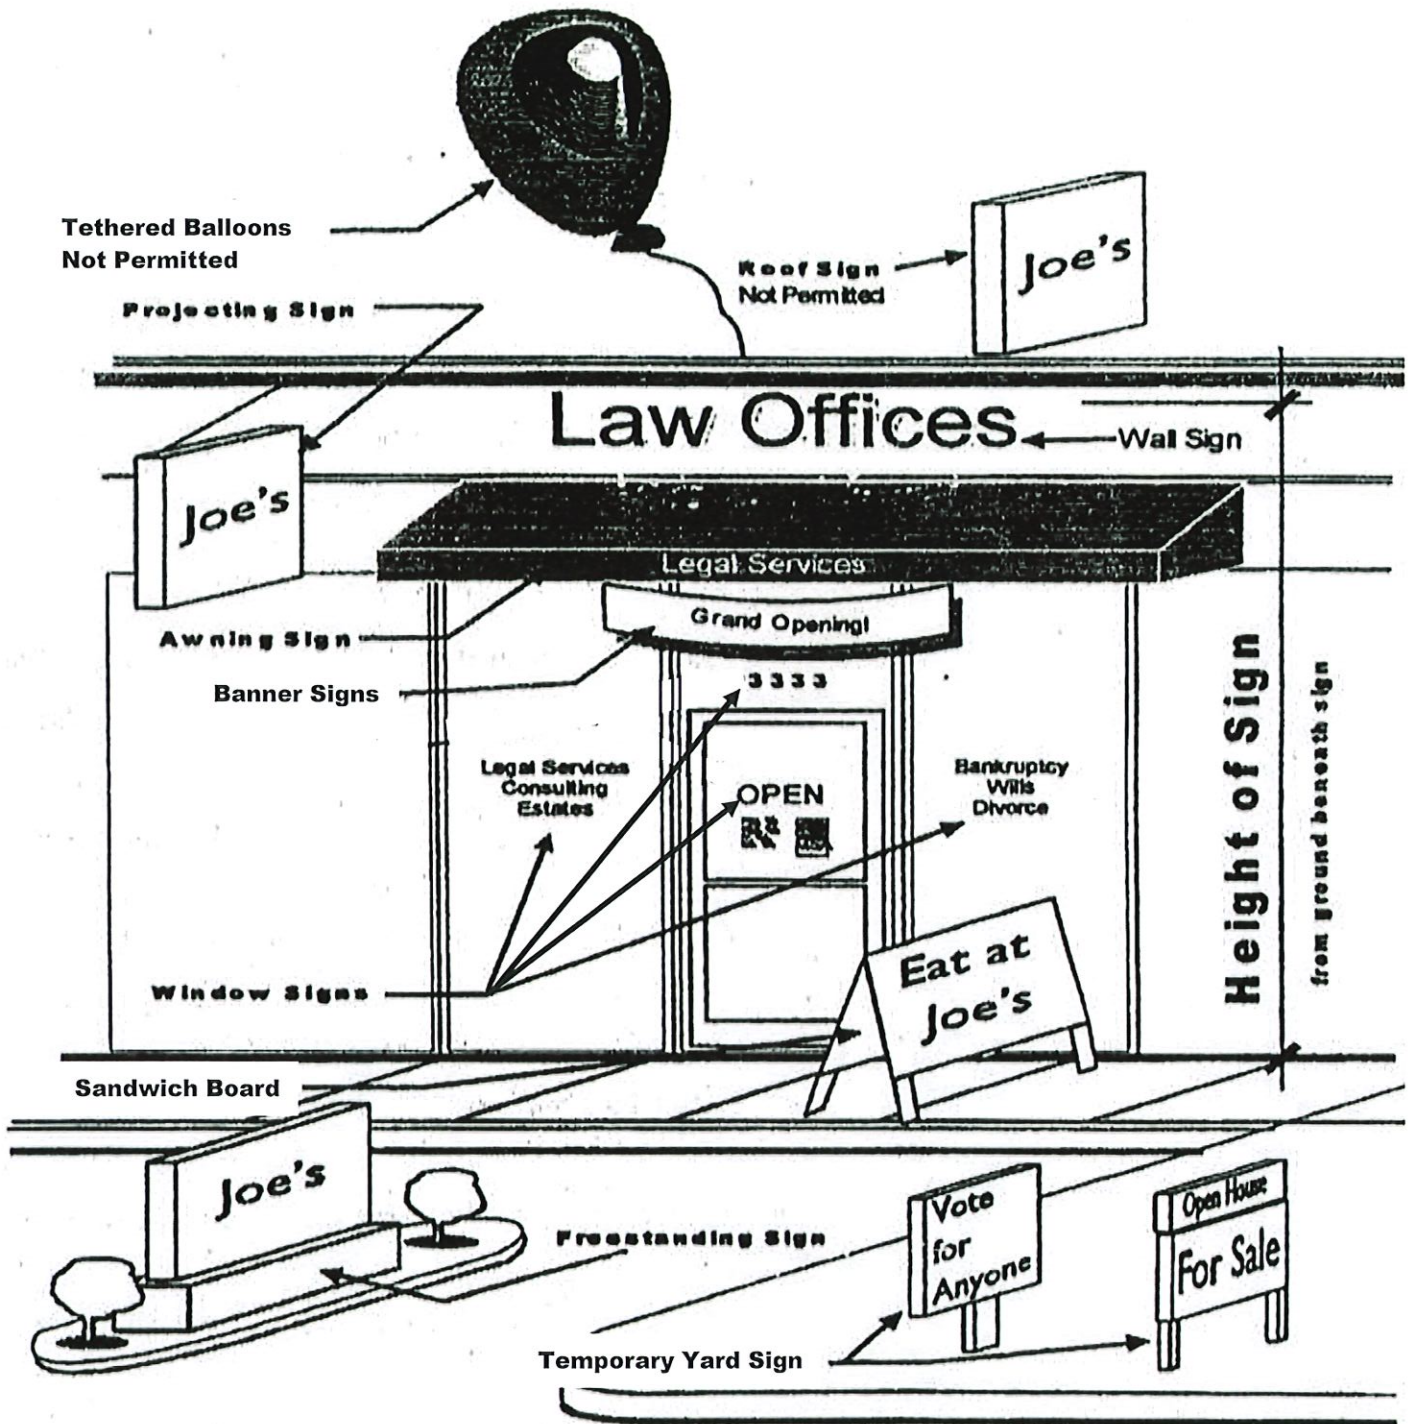 Tethered Balloons
Not Permitted
Projecting Sign
Roof Sign
Not Permitted
Joe's
Law Offices
Wall Sign
Joe's
Legal Services
Grand Opening!
Awning Sign
Banner Signs
3333
Legal Services
Consulting
Estates
OPEN
Bankruptcy
Wills
Divorce
Height of Sign
from ground beneath sign
Window Signs
Eat at
Joe's
Sandwich Board
Joe's
Freestanding Sign
Vote
for
Anyone
Open House
For Sale
Temporary Yard Sign